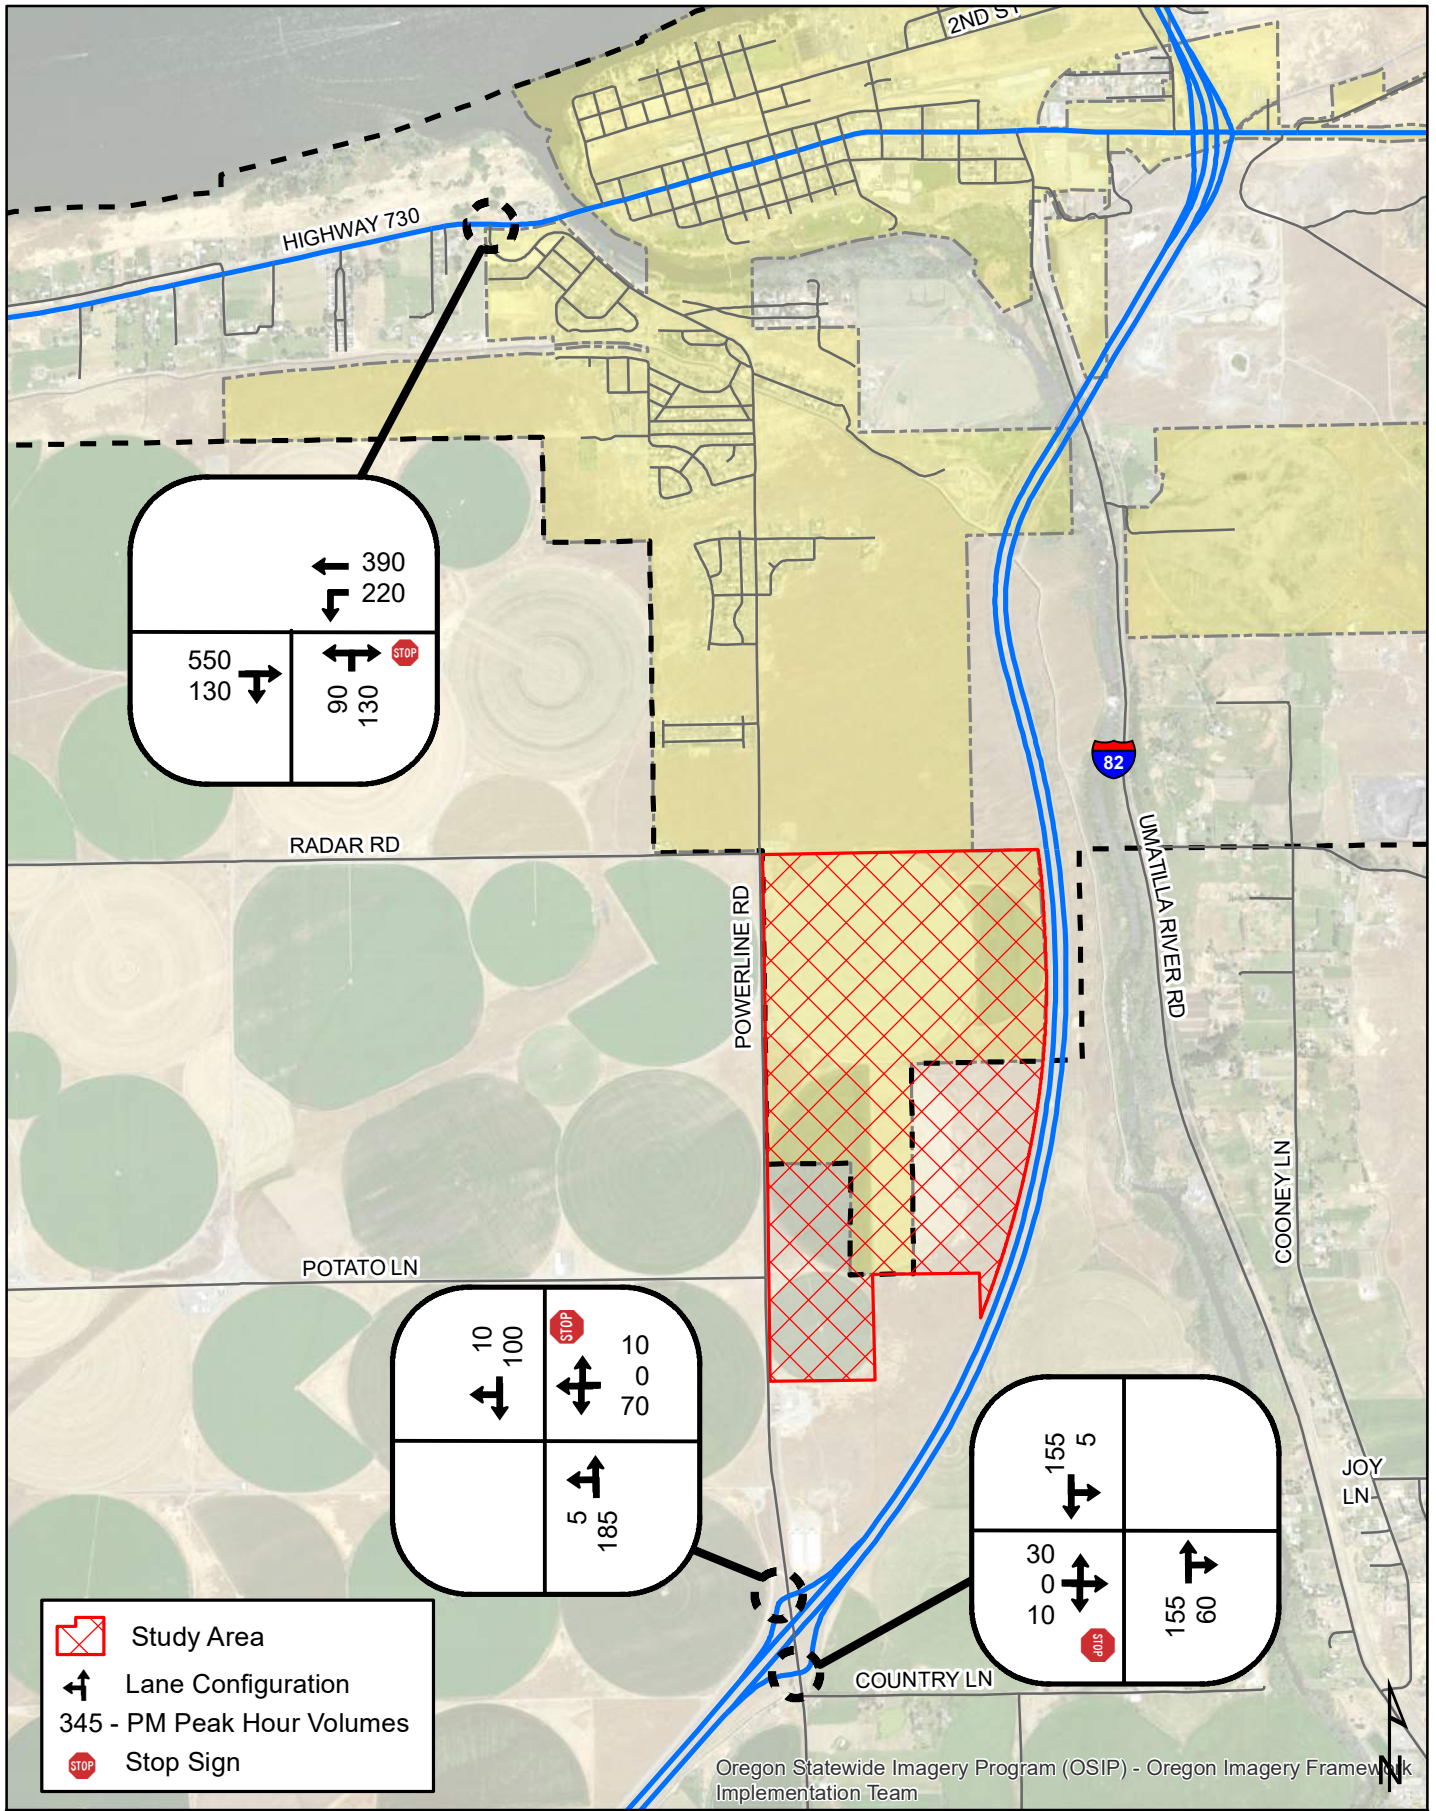 2ND ST
HIGHWAY 730
390
220
550
130
STOP
90
130
82
RADAR RD
POWERLINE RD
UMATILLA RIVER RD
COONEY LN
POTATO LN
10
100
STOP
10
0
70
5
185
155
5
30
0
10
STOP
155
60
JOY
LN
COUNTRY LN
Study Area
Lane Configuration
345 - PM Peak Hour Volumes
STOP Stop Sign
Oregon Statewide Imagery Program (OSIP) - Oregon Imagery Framework
Implementation Team
N